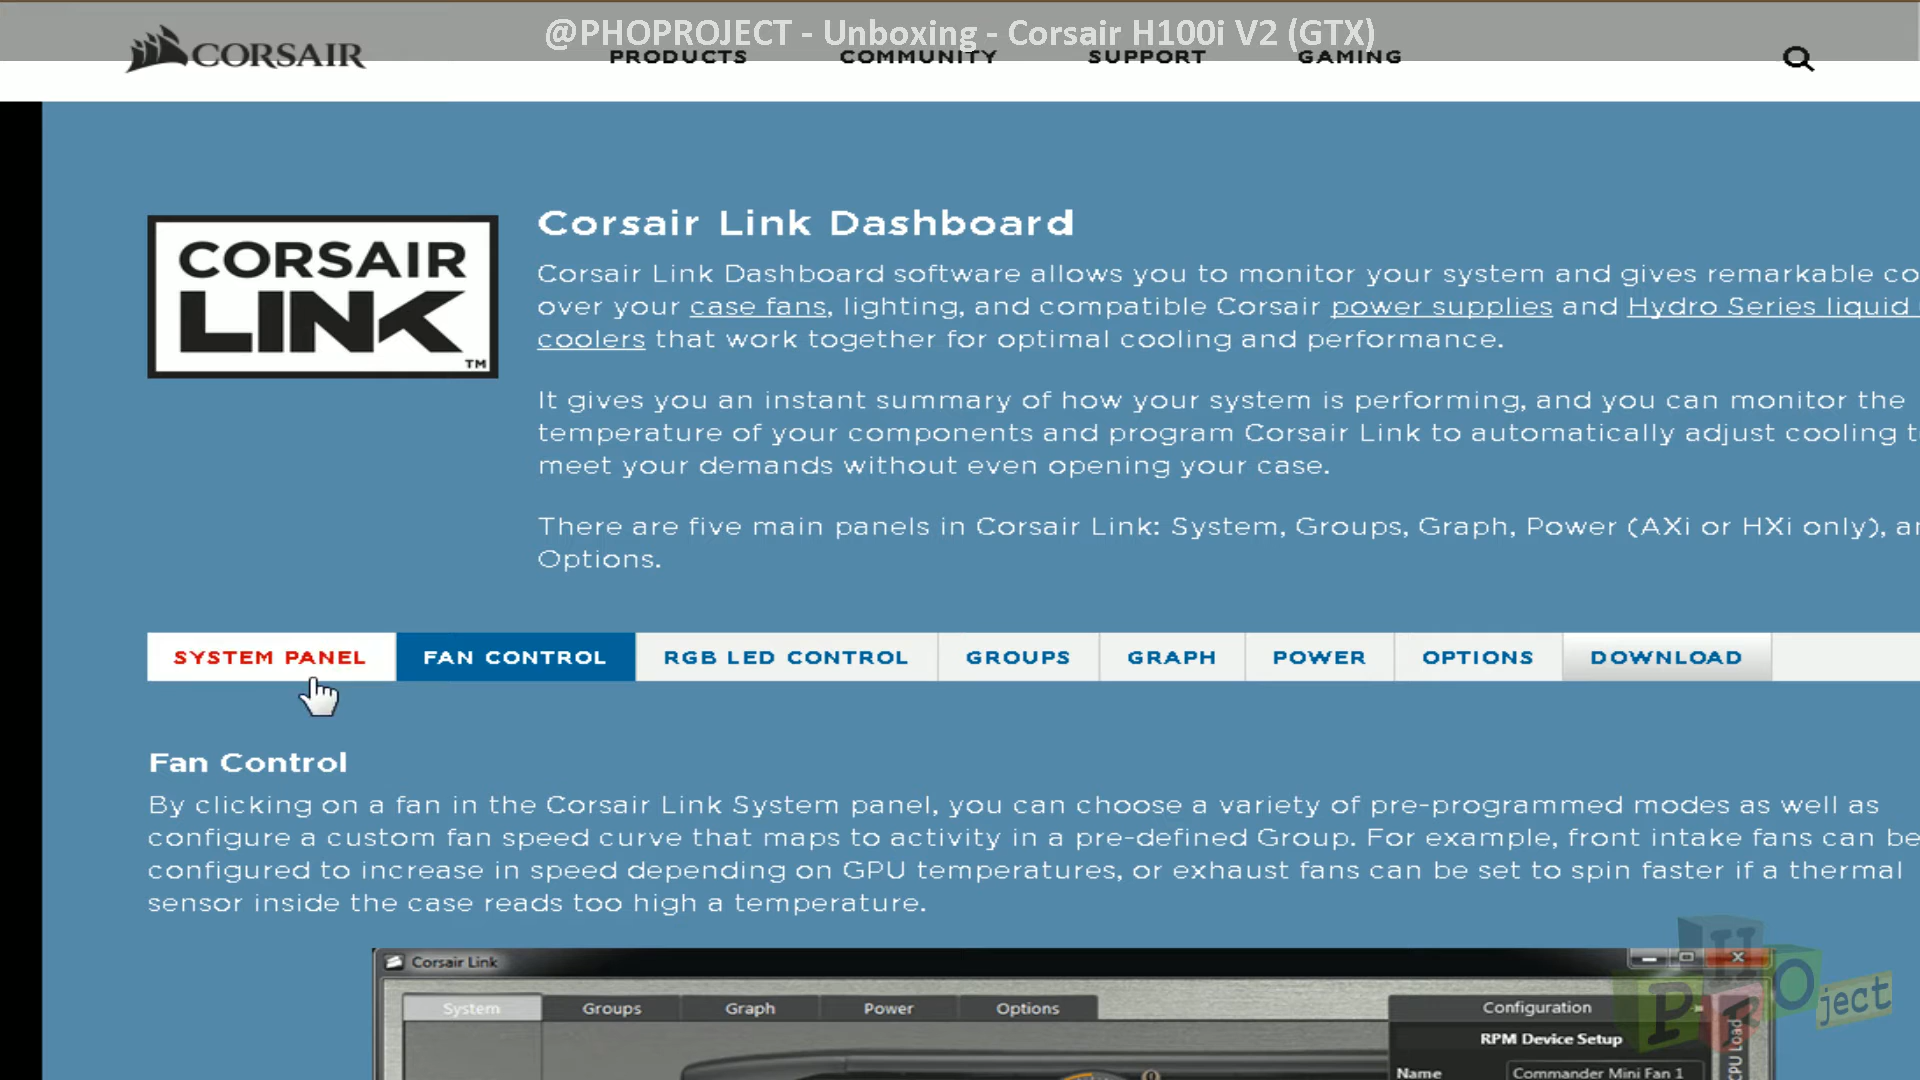 @PHOPROJECT - Unboxing - Corsair H100i V2 (GTX)
CORSAIR
PRODUCTS COMMUNITY SUPPORT GAMING
CORSAIR
LINK
TM
Corsair Link Dashboard
Corsair Link Dashboard software allows you to monitor your system and gives remarkable co
over your case fans, lighting, and compatible Corsair power supplies and Hydro Series liquid
coolers that work together for optimal cooling and performance.
It gives you an instant summary of how your system is performing, and you can monitor the
temperature of your components and program Corsair Link to automatically adjust cooling t
meet your demands without even opening your case.
There are five main panels in Corsair Link: System, Groups, Graph, Power (AXi or HXi only), an
Options.
SYSTEM PANEL FAN CONTROL RGB LED CONTROL GROUPS GRAPH POWER OPTIONS DOWNLOAD
Fan Control
By clicking on a fan in the Corsair Link System panel, you can choose a variety of pre-programmed modes as well as
configure a custom fan speed curve that maps to activity in a pre-defined Group. For example, front intake fans can be
configured to increase in speed depending on GPU temperatures, or exhaust fans can be set to spin faster if a thermal
sensor inside the case reads too high a temperature.
Corsair Link
System Groups Graph Power Options
Configuration
RPM Device Setup
Name Commander Mini Fan 1
CPU Load
PHPROject